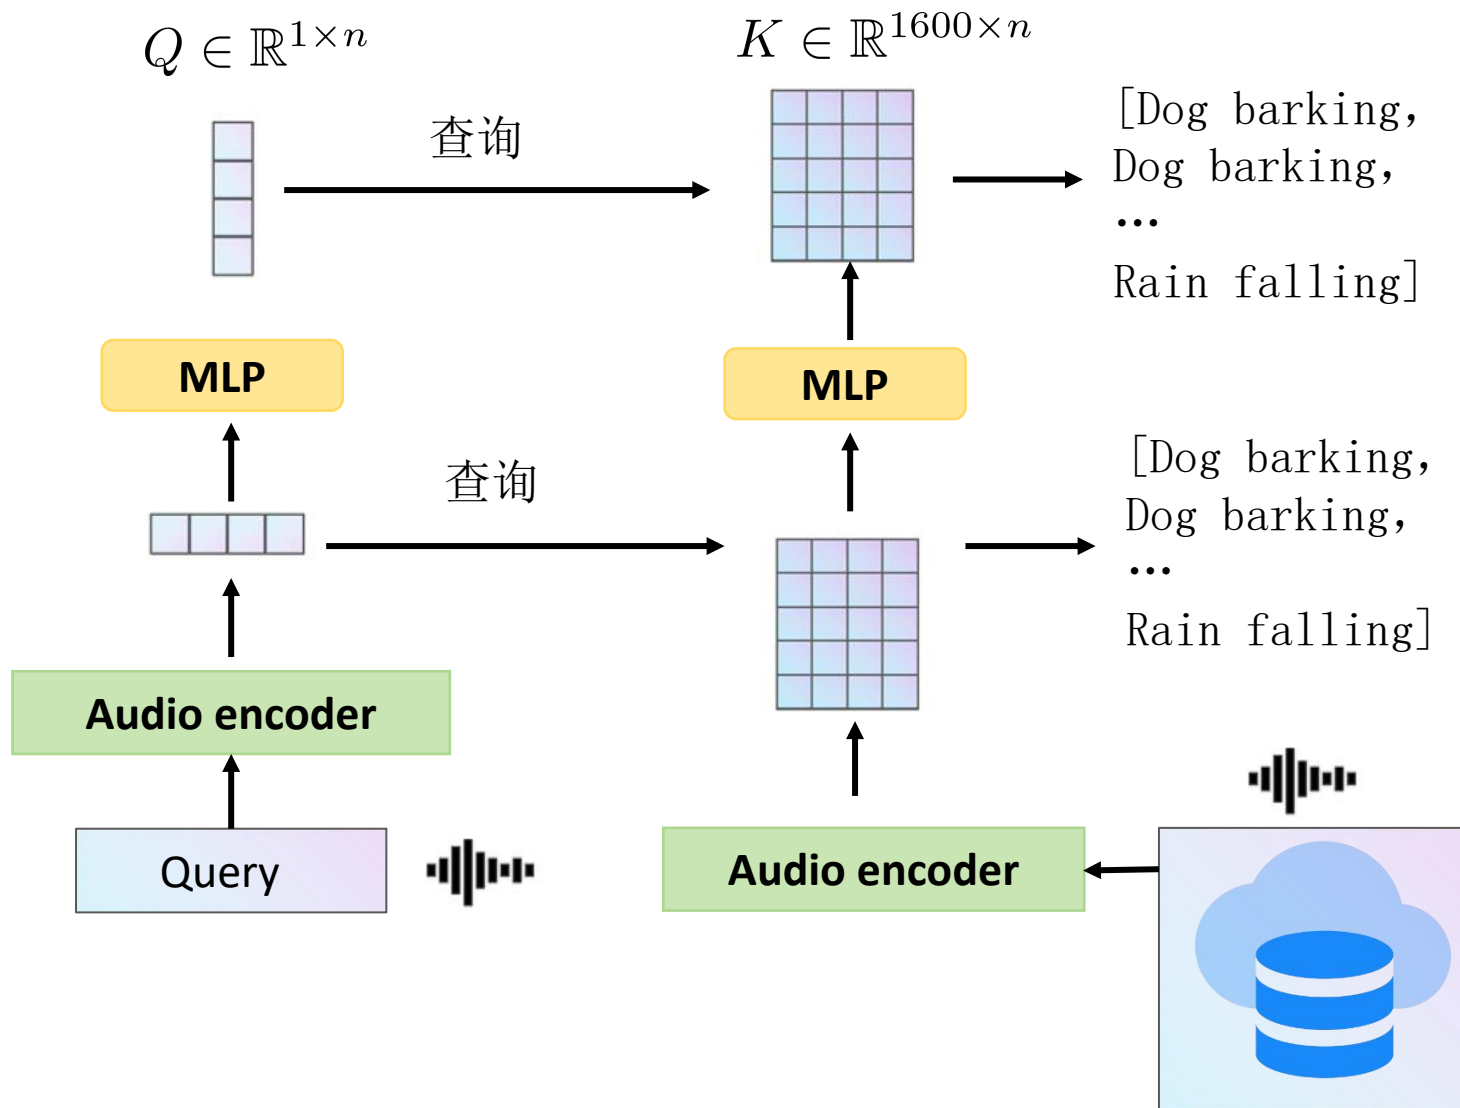 Q ∈ ℝ^{1×n}
K ∈ ℝ^{1600×n}
查询
[Dog barking,
Dog barking,
…
Rain falling]
MLP
MLP
查询
[Dog barking,
Dog barking,
…
Rain falling]
Audio encoder
Query
Audio encoder